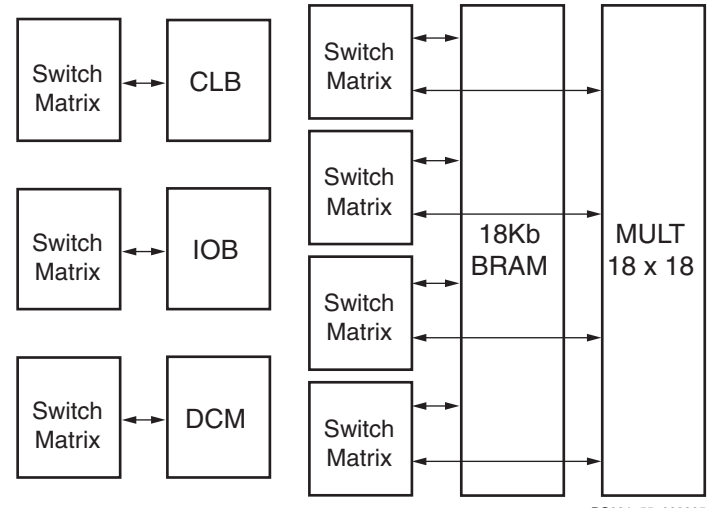 Switch
Matrix
CLB
Switch
Matrix
IOB
Switch
Matrix
DCM
Switch
Matrix
Switch
Matrix
Switch
Matrix
Switch
Matrix
18Kb
BRAM
MULT
18 x 18